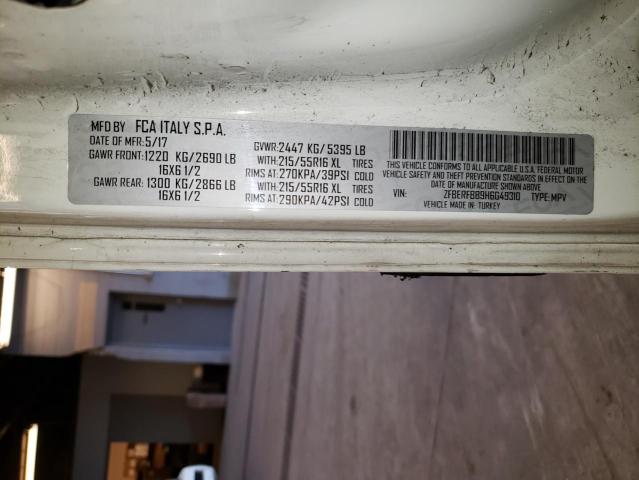 MFD BY FCA ITALY S.P.A.
DATE OF MFR: 5/17
GAWR FRONT: 1220 KG/2690 LB
16X6 1/2
GAWR REAR: 1300 KG/2866 LB
16X6 1/2
GVWR: 2447 KG/5395 LB
WITH: 215/55R16 XL TIRES
RIMS AT: 270KPA/39PSI COLD
WITH: 215/55R16 XL TIRES
RIMS AT: 290KPA/42PSI COLD
THIS VEHICLE CONFORMS TO ALL APPLICABLE U.S.A. FEDERAL MOTOR
VEHICLE SAFETY AND THEFT PREVENTION STANDARDS IN EFFECT
ON THE DATE OF MANUFACTURE SHOWN ABOVE.
VIN: ZFBERFBB9H6G49310 TYPE: MPV
MADE IN: TURKEY